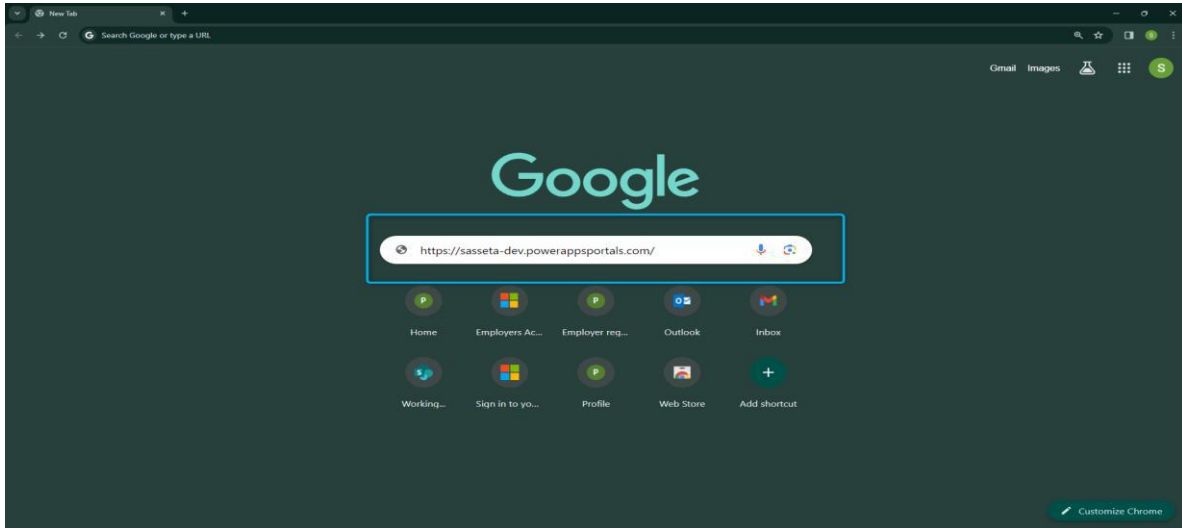 New Tab
Search Google or type a URL
Gmail Images
S
Google
https://sasseta-dev.powerappsportals.com/
P P
Home Employers Ac... Employer req... Outlook Inbox
P
Working... Sign in to yo... Profile Web Store Add shortcut
Customize Chrome